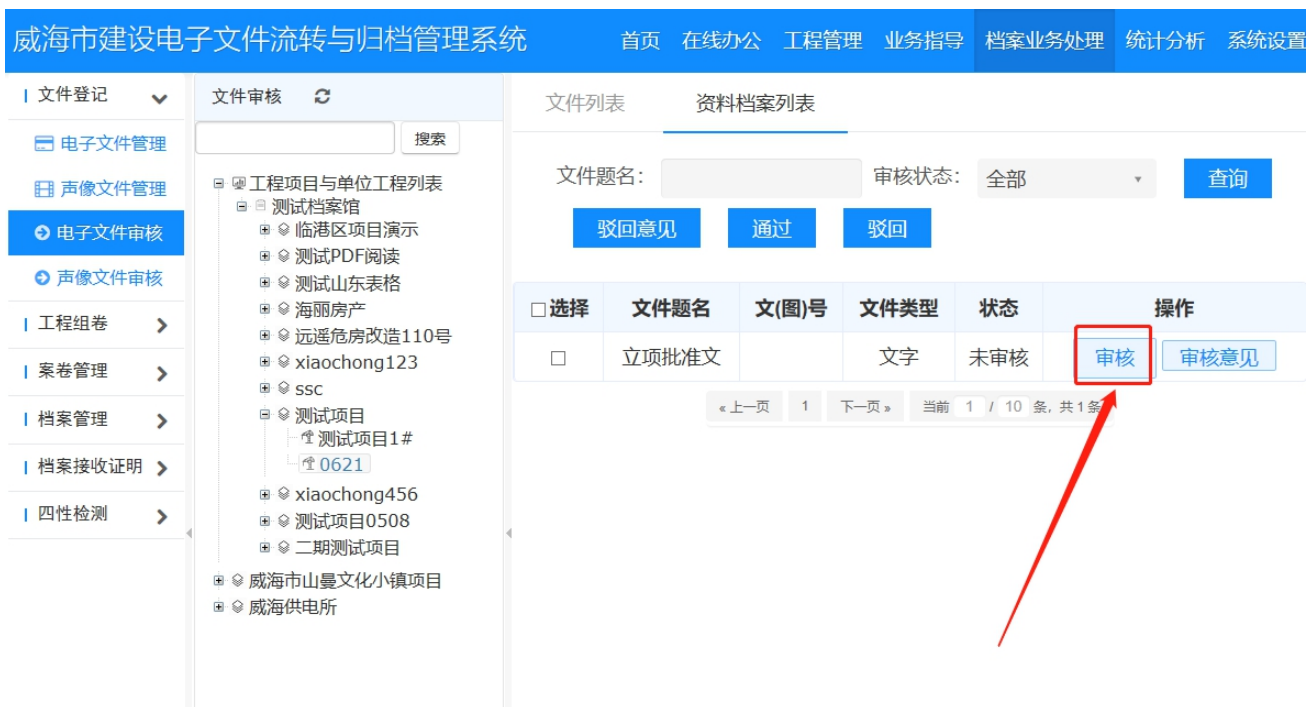 威海市建设电子文件流转与归档管理系统 首页 在线办公 工程管理 业务指导 档案业务处理 统计分析 系统设置
文件登记
电子文件管理
声像文件管理
电子文件审核
声像文件审核
工程组卷
案卷管理
档案管理
档案接收证明
四性检测
文件审核
搜索
工程项目与单位工程列表
测试档案馆
临港区项目演示
测试PDF阅读
测试山东表格
海丽房产
远遥危房改造110号
xiaochong123
ssc
测试项目
测试项目1#
0621
xiaochong456
测试项目0508
二期测试项目
威海市山曼文化小镇项目
威海供电所
文件列表 资料档案列表
文件题名： 审核状态： 全部 查询
驳回意见 通过 驳回
选择 文件题名 文(图)号 文件类型 状态 操作
立项批准文 文字 未审核 审核 审核意见
«上一页 1 下一页» 当前 1 / 10 条，共1条